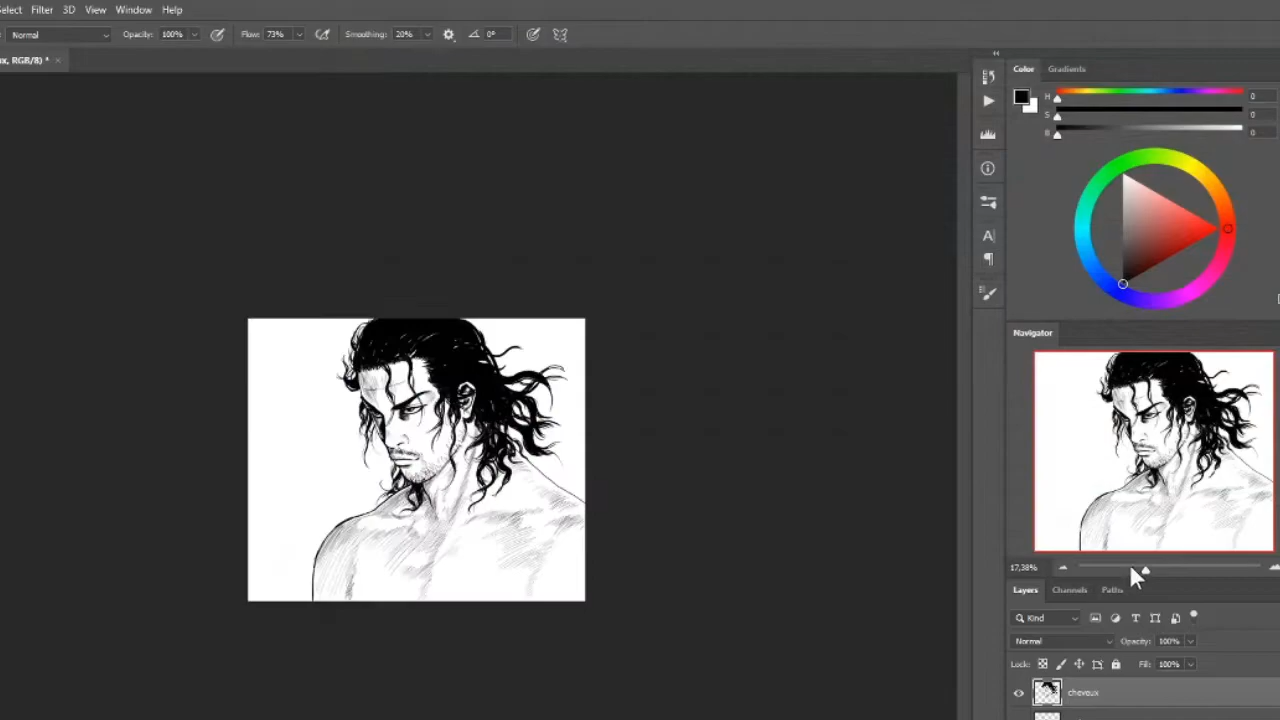 elect Filter 3D View Window Help
Normal Opacity: 100% Flow: 73% Smoothing: 20% 0°
ux, RGB/8) * ×
Color Gradients
H 0
S 0
B 0
Navigator
17,38%
Layers Channels Paths
Kind
Normal Opacity: 100%
Lock: Fill: 100%
cheveux